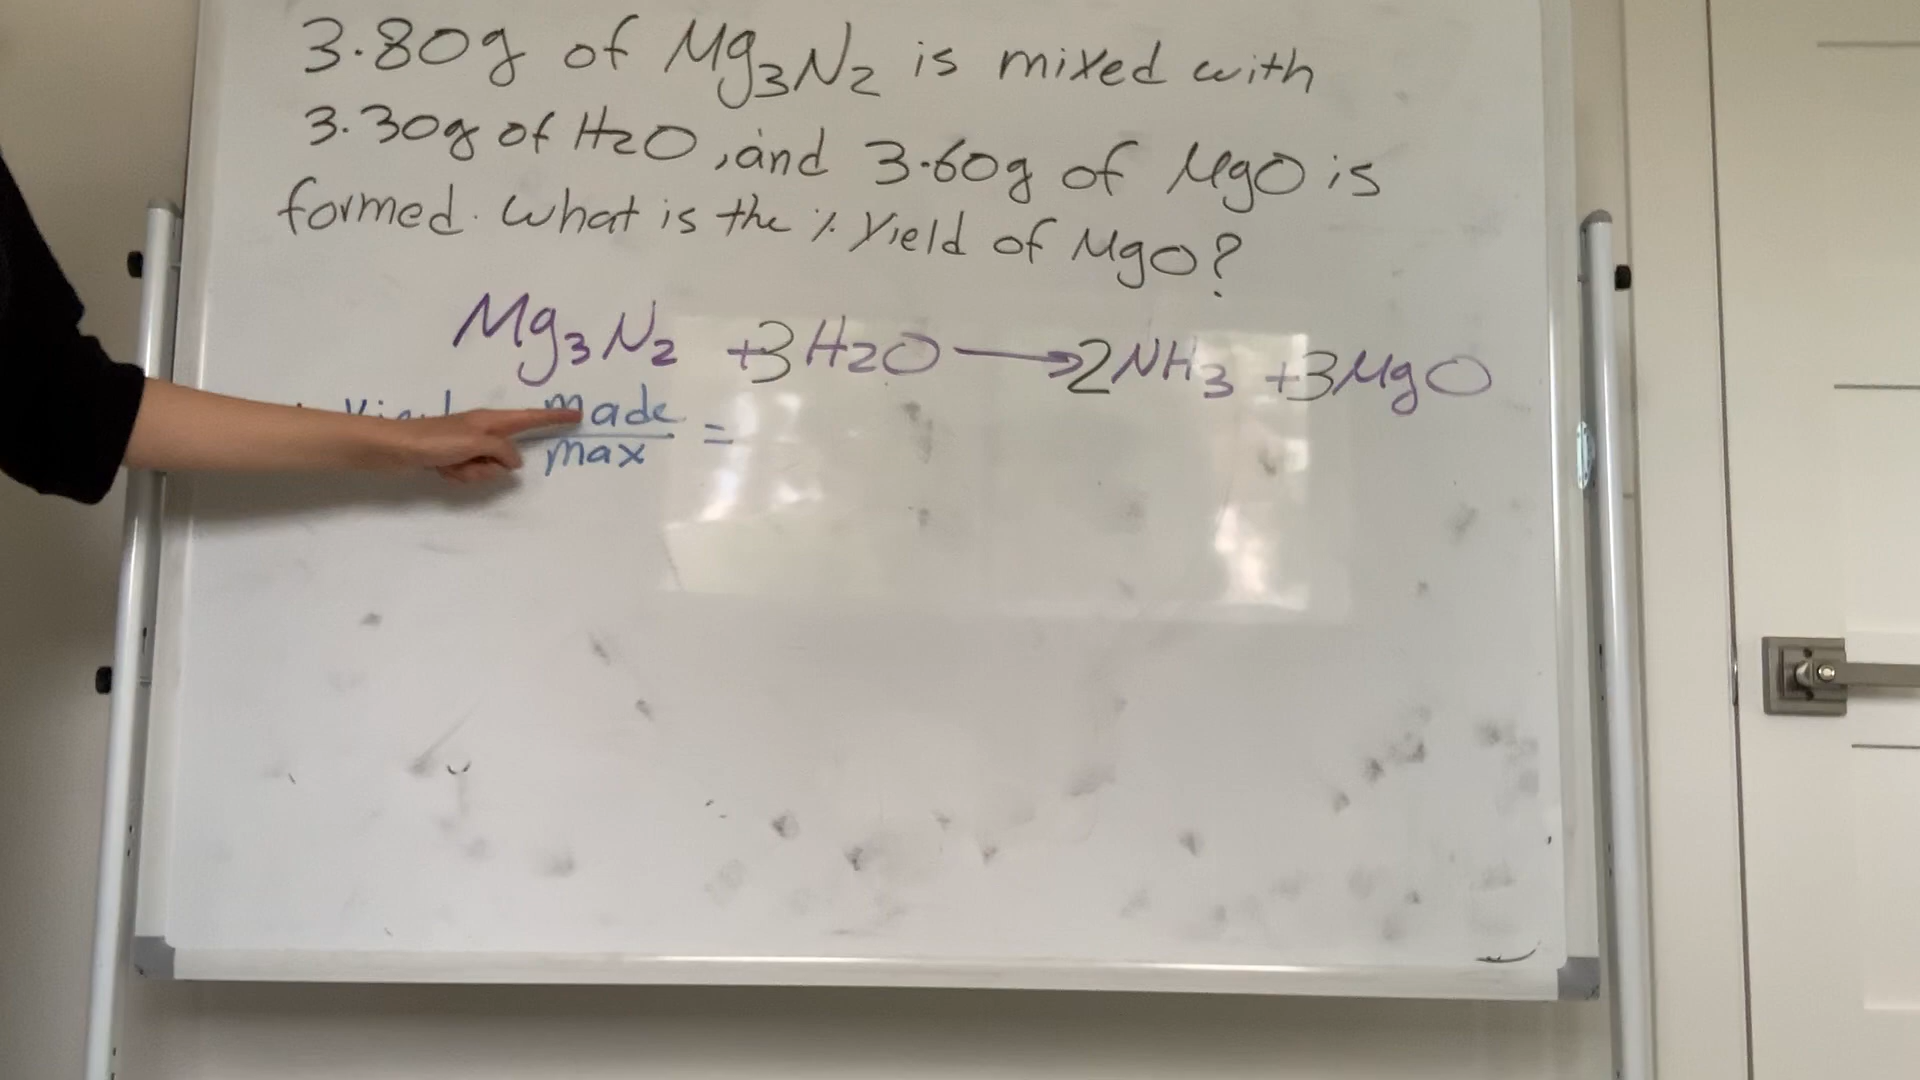 3.80g of Mg3N2 is mixed with
3.30g of H2O, and 3.60g of MgO is
formed. What is the % Yield of MgO?
Mg3N2 + 3H2O → 2NH3 + 3MgO
made
max =